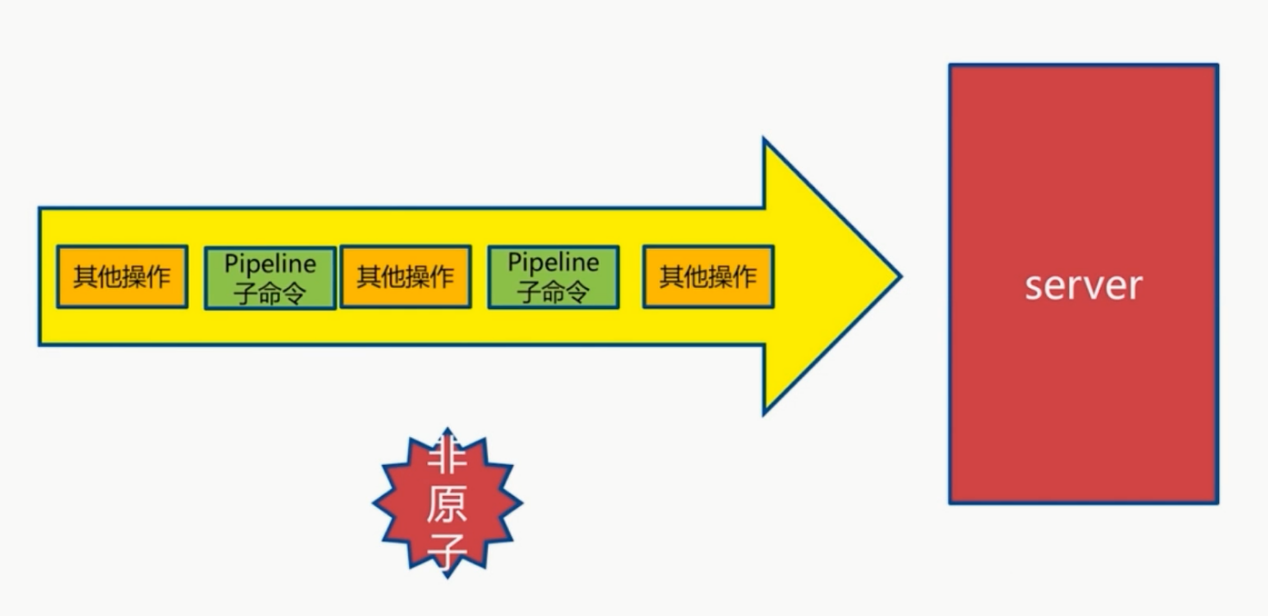 其他操作
Pipeline
子命令
其他操作
Pipeline
子命令
其他操作
server
非
原
子